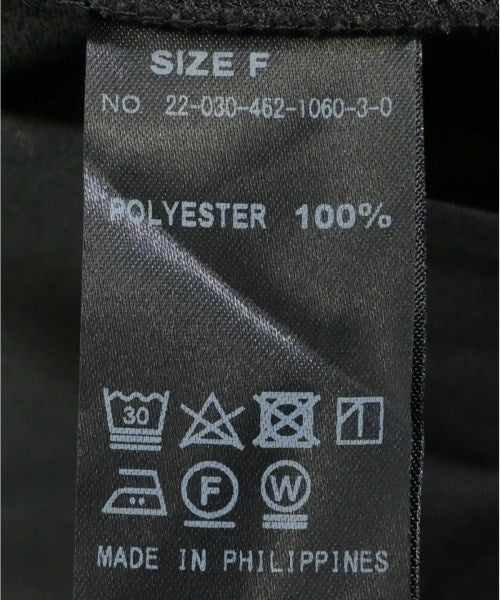 SIZE F
NO. 22-030-462-1060-3-0
POLYESTER 100%
30
F W
MADE IN PHILIPPINES